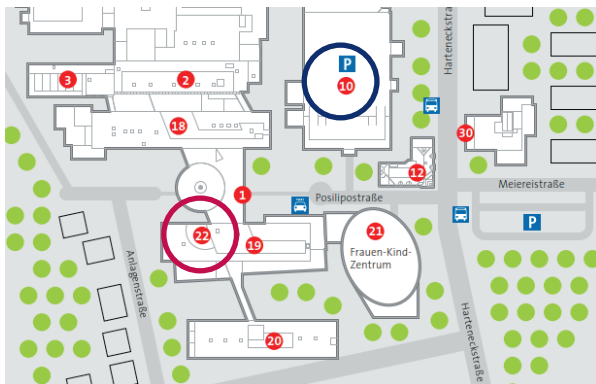 P
3
2
10
Harteneckstraße
18
30
12
1
Posilipostraße
Meiereistraße
P
22
19
21
Frauen-Kind-
Zentrum
Anlagenstraße
Harteneckstraße
20